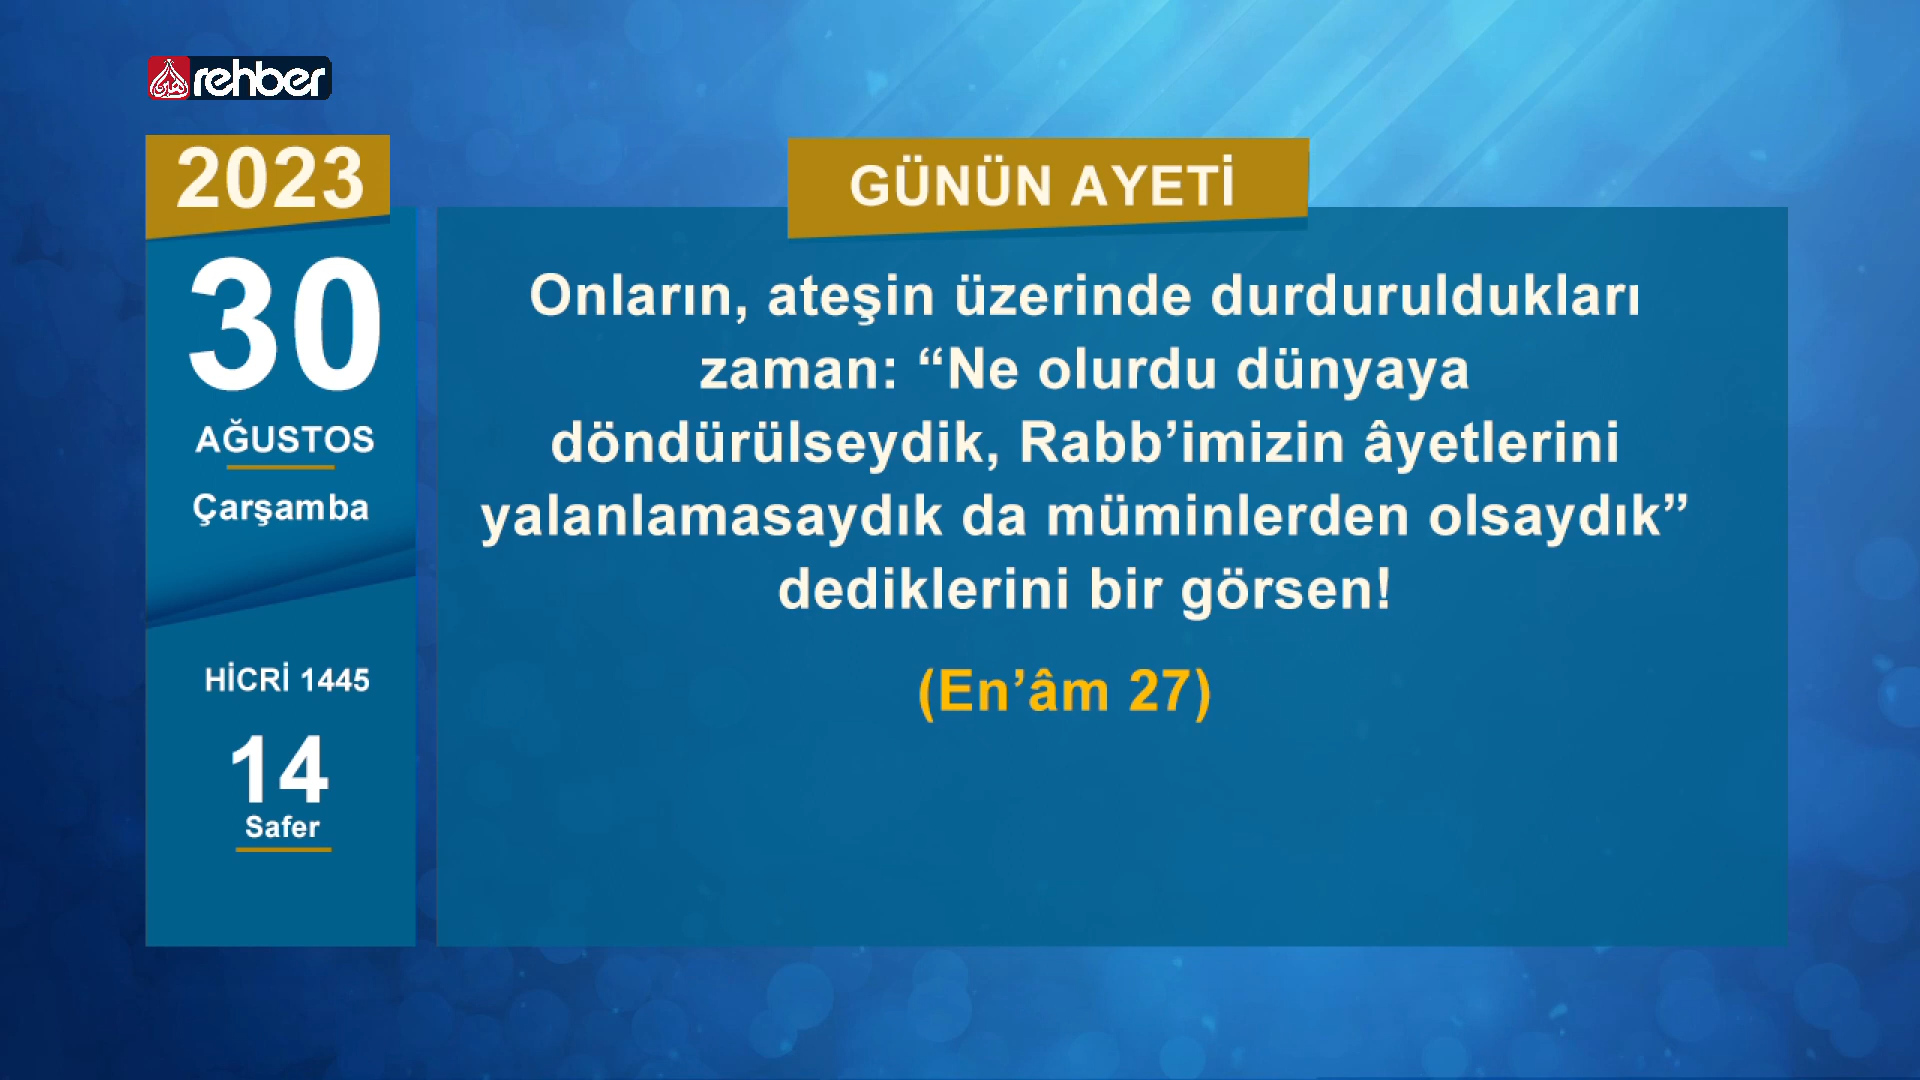 rehber
2023
30
AĞUSTOS
Çarşamba
HİCRİ 1445
14
Safer
GÜNÜN AYETİ
Onların, ateşin üzerinde durduruldukları
zaman: “Ne olurdu dünyaya
döndürülseydik, Rabb’imizin âyetlerini
yalanlamasaydık da müminlerden olsaydık”
dediklerini bir görsen!
(En’âm 27)